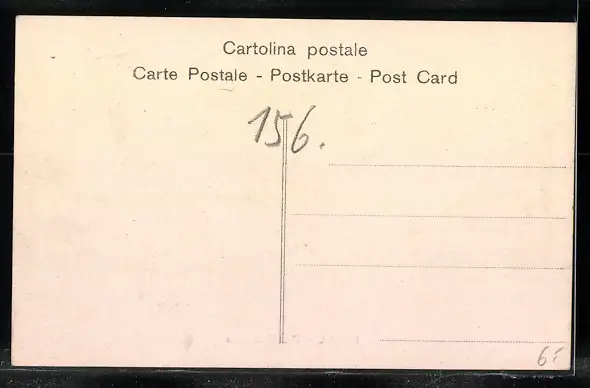 Cartolina postale
Carte Postale - Postkarte - Post Card
156.
6-